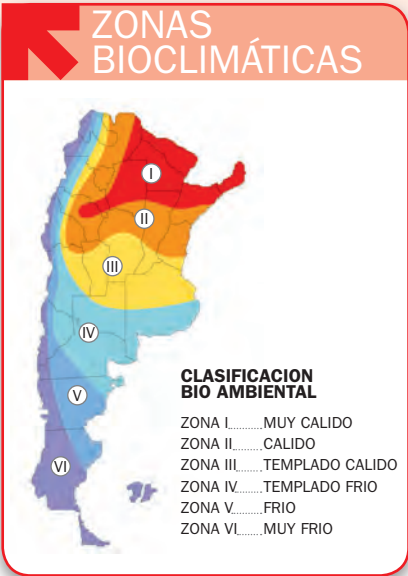 ZONAS
BIOCLIMÁTICAS
I
II
III
IV
V
VI
CLASIFICACION
BIO AMBIENTAL
ZONA I..........MUY CALIDO
ZONA II.........CALIDO
ZONA III........TEMPLADO CALIDO
ZONA IV.......TEMPLADO FRIO
ZONA V.........FRIO
ZONA VI.......MUY FRIO